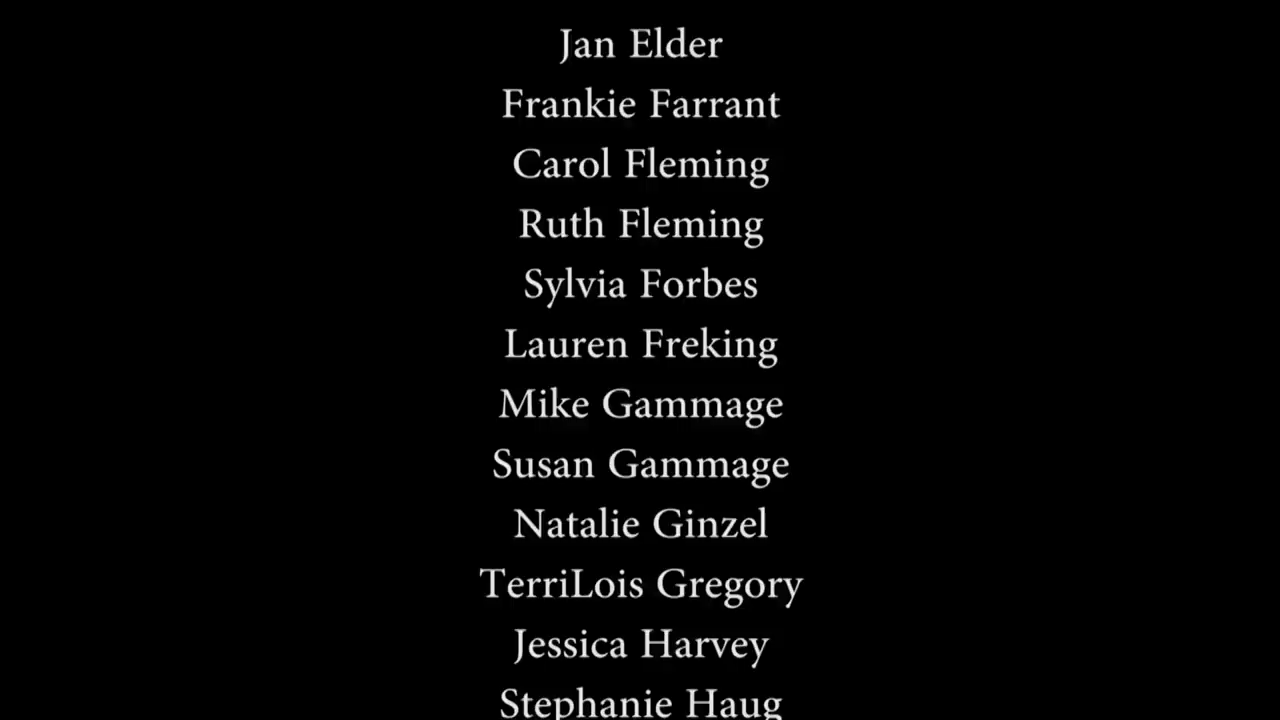 Jan Elder
Frankie Farrant
Carol Fleming
Ruth Fleming
Sylvia Forbes
Lauren Freking
Mike Gammage
Susan Gammage
Natalie Ginzel
TerriLois Gregory
Jessica Harvey
Stephanie Haug